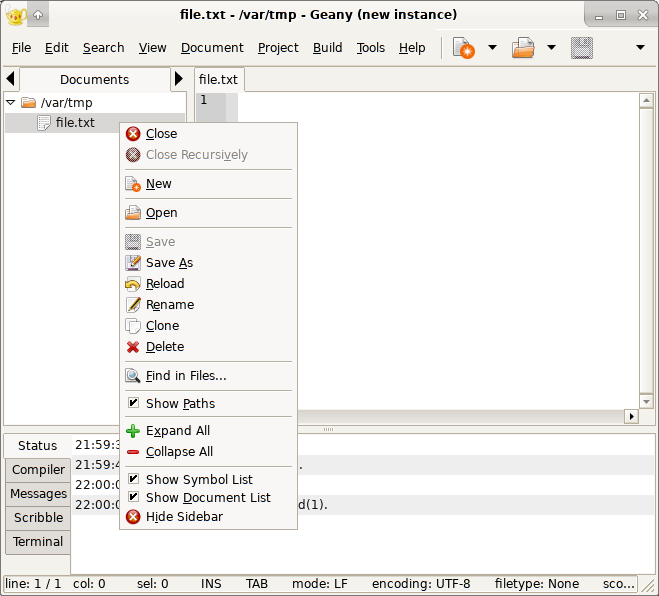 file.txt - /var/tmp - Geany (new instance)
File Edit Search View Document Project Build Tools Help
Documents
file.txt
/var/tmp
1
file.txt
Close
Close Recursively
New
Open
Save
Save As
Reload
Rename
Clone
Delete
Find in Files...
Show Paths
Expand All
Collapse All
Show Symbol List
Show Document List
Hide Sidebar
Status
21:59:
Compiler
21:59:4
.
Messages
22:00:
Scribble
22:00:
d(1).
Terminal
line: 1 / 1 col: 0 sel: 0 INS TAB mode: LF encoding: UTF-8 filetype: None sco...